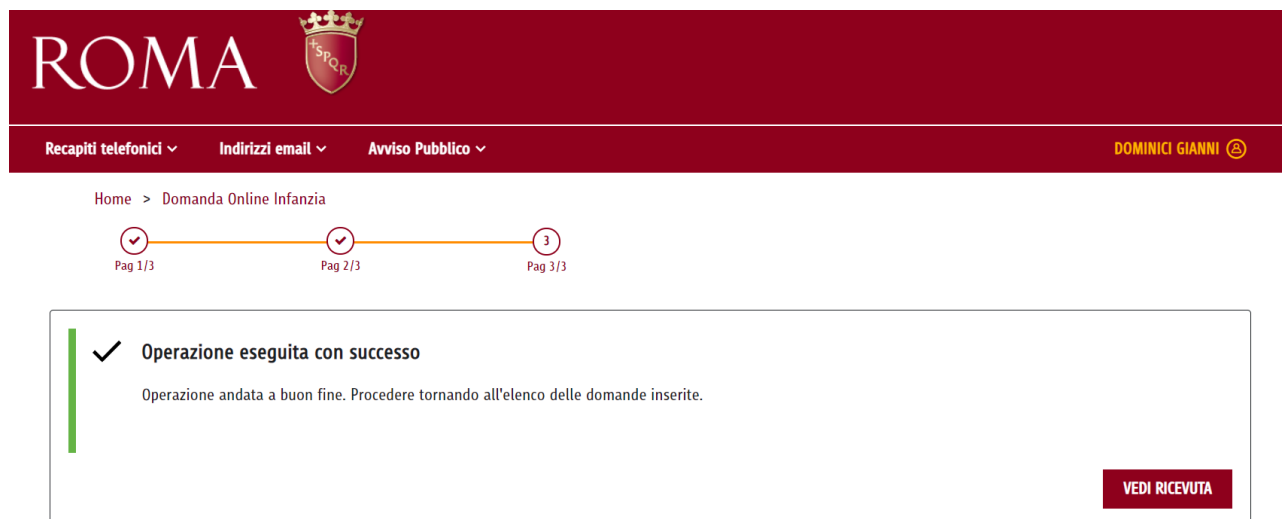 ROMA
+SPQR
Recapiti telefonici
Indirizzi email
Avviso Pubblico
DOMINICI GIANNI
Home > Domanda Online Infanzia
3
Pag 1/3
Pag 2/3
Pag 3/3
Operazione eseguita con successo
Operazione andata a buon fine. Procedere tornando all'elenco delle domande inserite.
VEDI RICEVUTA